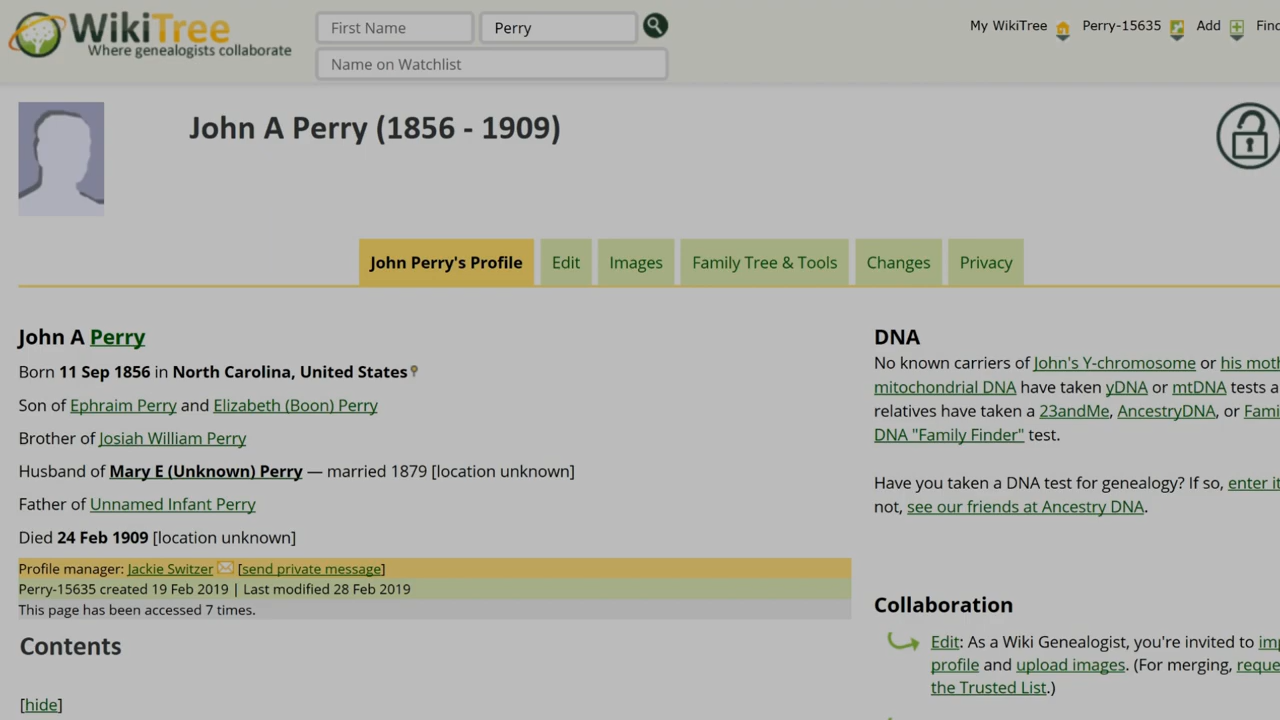 WikiTree
Where genealogists collaborate
First Name
Perry
Name on Watchlist
My WikiTree
Perry-15635
Add
John A Perry (1856 - 1909)
John Perry's Profile
Edit
Images
Family Tree & Tools
Changes
Privacy
John A Perry
Born 11 Sep 1856 in North Carolina, United States
Son of Ephraim Perry and Elizabeth (Boon) Perry
Brother of Josiah William Perry
Husband of Mary E (Unknown) Perry — married 1879 [location unknown]
Father of Unnamed Infant Perry
Died 24 Feb 1909 [location unknown]
Profile manager: Jackie Switzer [send private message]
Perry-15635 created 19 Feb 2019 | Last modified 28 Feb 2019
This page has been accessed 7 times.
Contents
[hide]
DNA
No known carriers of John's Y-chromosome or his
mitochondrial DNA have taken yDNA or mtDNA tests
relatives have taken a 23andMe, AncestryDNA, or
DNA "Family Finder" test.
Have you taken a DNA test for genealogy? If so, enter
not, see our friends at Ancestry DNA.
Collaboration
Edit: As a Wiki Genealogist, you're invited to
profile and upload images. (For merging,
the Trusted List.)